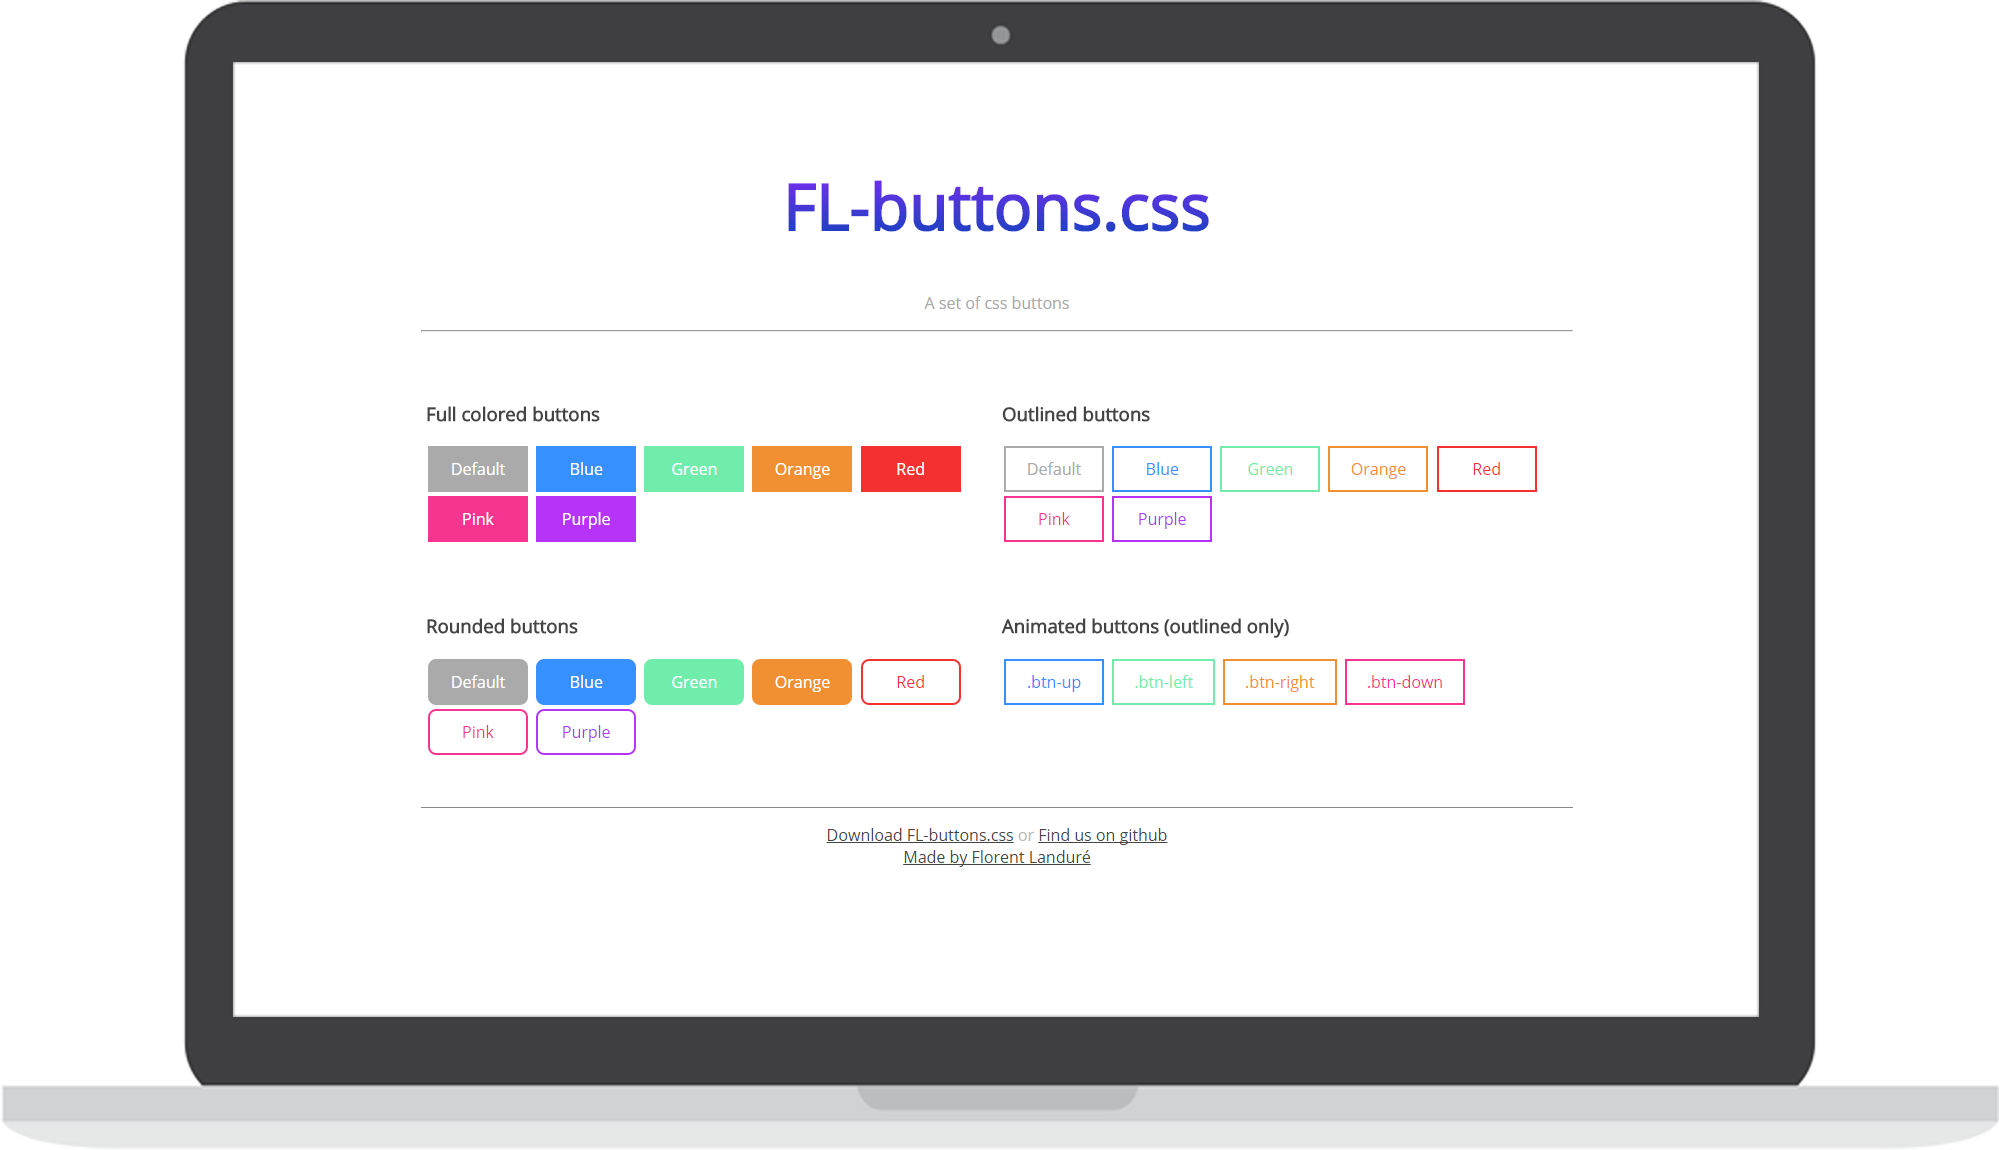 FL-buttons.css
A set of css buttons
Full colored buttons
Default Blue Green Orange Red
Pink Purple
Outlined buttons
Default Blue Green Orange Red
Pink Purple
Rounded buttons
Default Blue Green Orange Red
Pink Purple
Animated buttons (outlined only)
.btn-up .btn-left .btn-right .btn-down
Download FL-buttons.css or Find us on github
Made by Florent Landuré